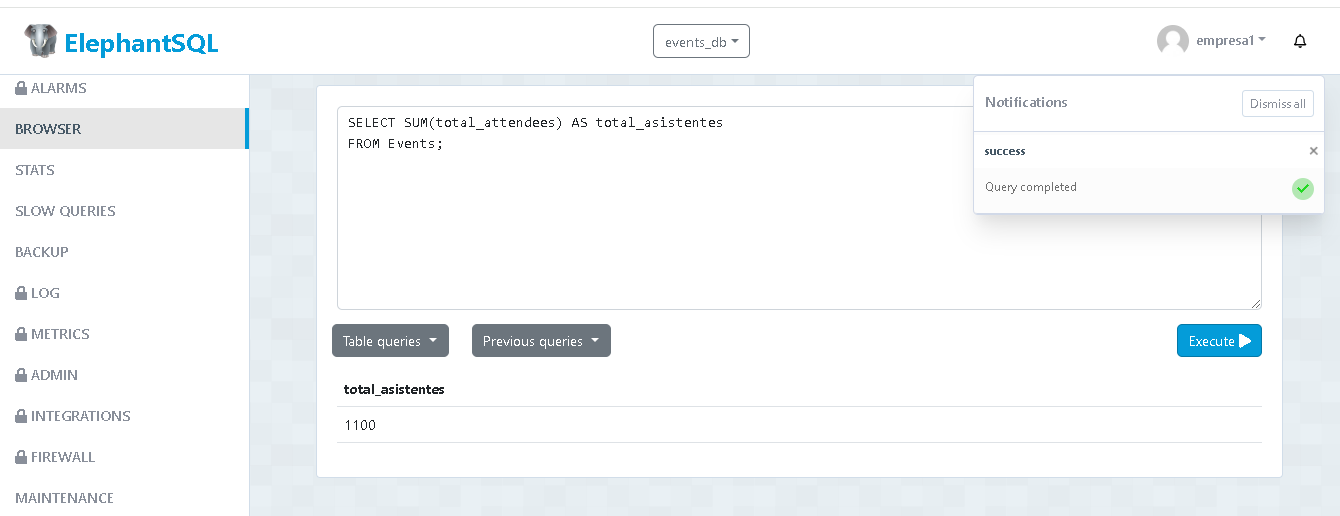 ElephantSQL
events_db
empresa1
ALARMS
BROWSER
STATS
SLOW QUERIES
BACKUP
LOG
METRICS
ADMIN
INTEGRATIONS
FIREWALL
MAINTENANCE
SELECT SUM(total_attendees) AS total_asistentes
FROM Events;
Notifications
Dismiss all
success
×
Query completed
Table queries
Previous queries
Execute
total_asistentes
1100